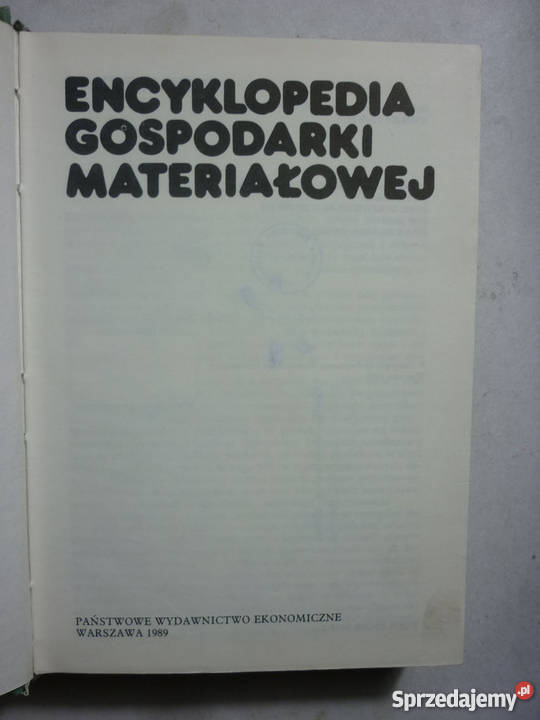 ENCYKLOPEDIA
GOSPODARKI
MATERIAŁOWEJ
PAŃSTWOWE WYDAWNICTWO EKONOMICZNE
WARSZAWA 1989
Sprzedajemy.pl